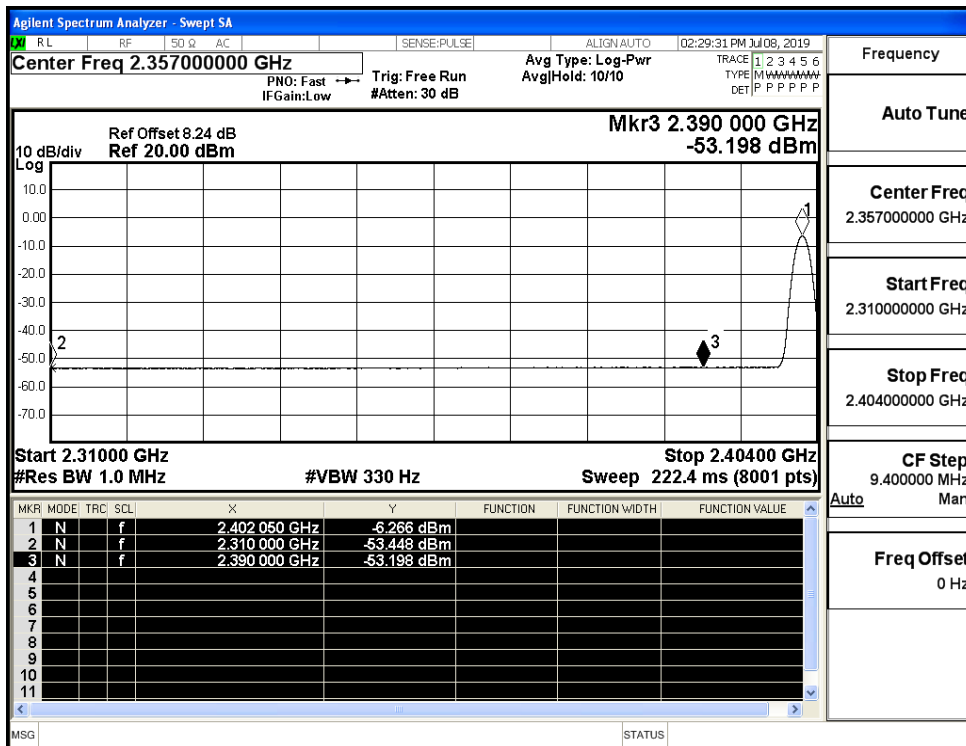 Agilent Spectrum Analyzer - Swept SA
LXI RL RF 50 Ω AC SENSE:PULSE ALIGNAUTO 02:29:31 PM Jul 08, 2019
Center Freq 2.357000000 GHz
PNO: Fast
IFGain:Low
Trig: Free Run
#Atten: 30 dB
Avg Type: Log-Pwr
Avg|Hold: 10/10
TRACE 1 2 3 4 5 6
TYPE M W W W W W
DET P P P P P P
Ref Offset 8.24 dB
10 dB/div Ref 20.00 dBm
Log
Mkr3 2.390 000 GHz
-53.198 dBm
10.0
0.00
-10.0
-20.0
-30.0
-40.0
-50.0
-60.0
-70.0
1
2
3
Start 2.31000 GHz Stop 2.40400 GHz
#Res BW 1.0 MHz #VBW 330 Hz Sweep 222.4 ms (8001 pts)
MKR MODE TRC SCL X Y FUNCTION FUNCTION WIDTH FUNCTION VALUE
1 N f 2.402 050 GHz -6.266 dBm
2 N f 2.310 000 GHz -53.448 dBm
3 N f 2.390 000 GHz -53.198 dBm
4
5
6
7
8
9
10
11
MSG STATUS
Frequency
Auto Tune
Center Freq
2.357000000 GHz
Start Freq
2.310000000 GHz
Stop Freq
2.404000000 GHz
CF Step
9.400000 MHz
Auto Man
Freq Offset
0 Hz